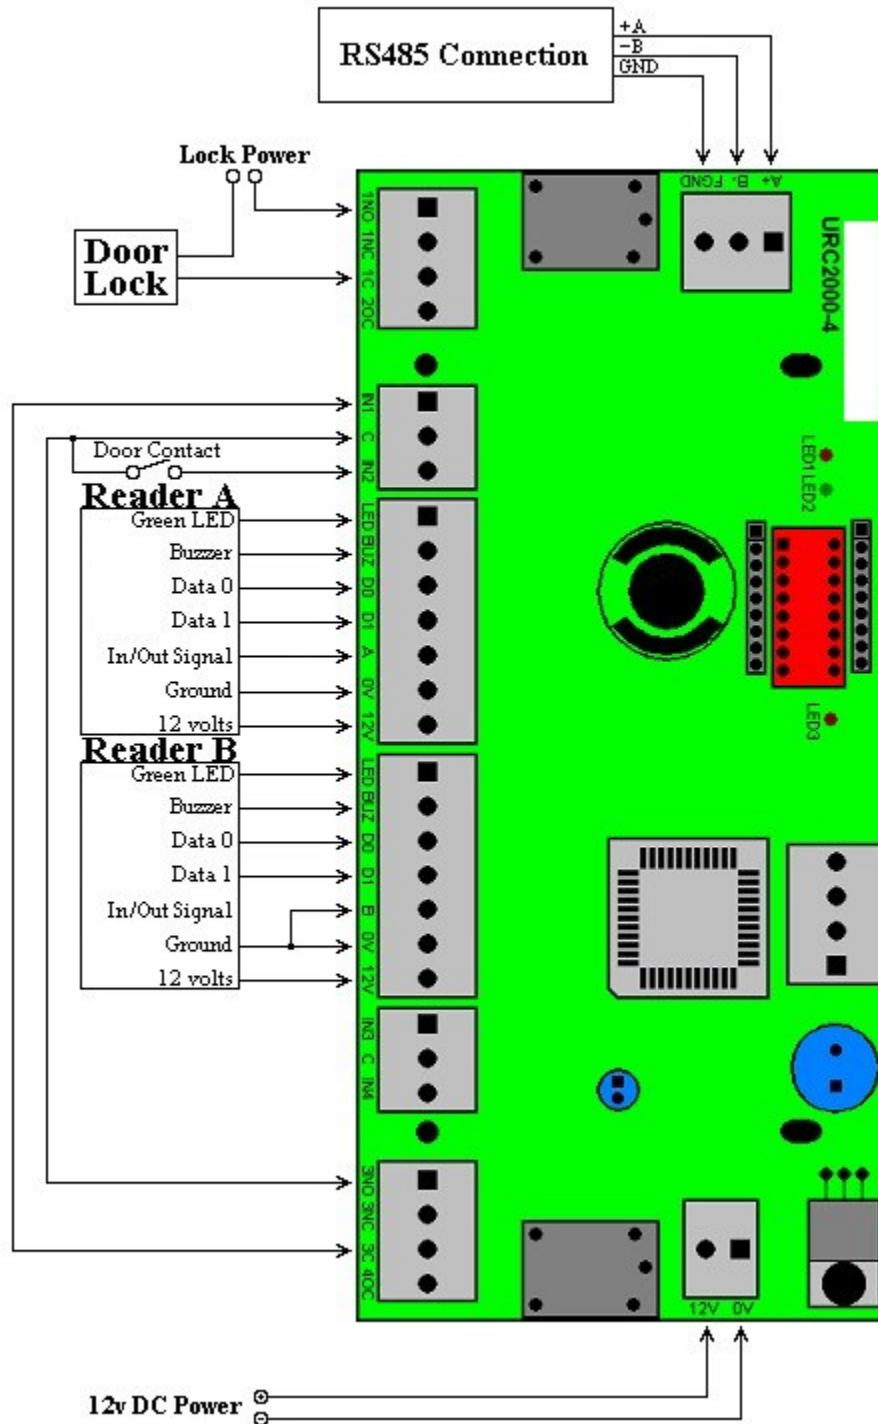 RS485 Connection
+A
−B
GND
Lock Power
Door
Lock
FGND B- A+
URC2000-4
1NO 1NC 1C 2OC
IN1 C IN2
Door Contact
LED1 LED2
Reader A
Green LED
Buzzer
Data 0
Data 1
In/Out Signal
Ground
12 volts
LED BUZ D0 D1 A 0V 12V
LED3
Reader B
Green LED
Buzzer
Data 0
Data 1
In/Out Signal
Ground
12 volts
LED BUZ D0 D1 B 0V 12V
IN3 C IN4
3NO 3NC 3C 4OC
12V 0V
12v DC Power
+
−